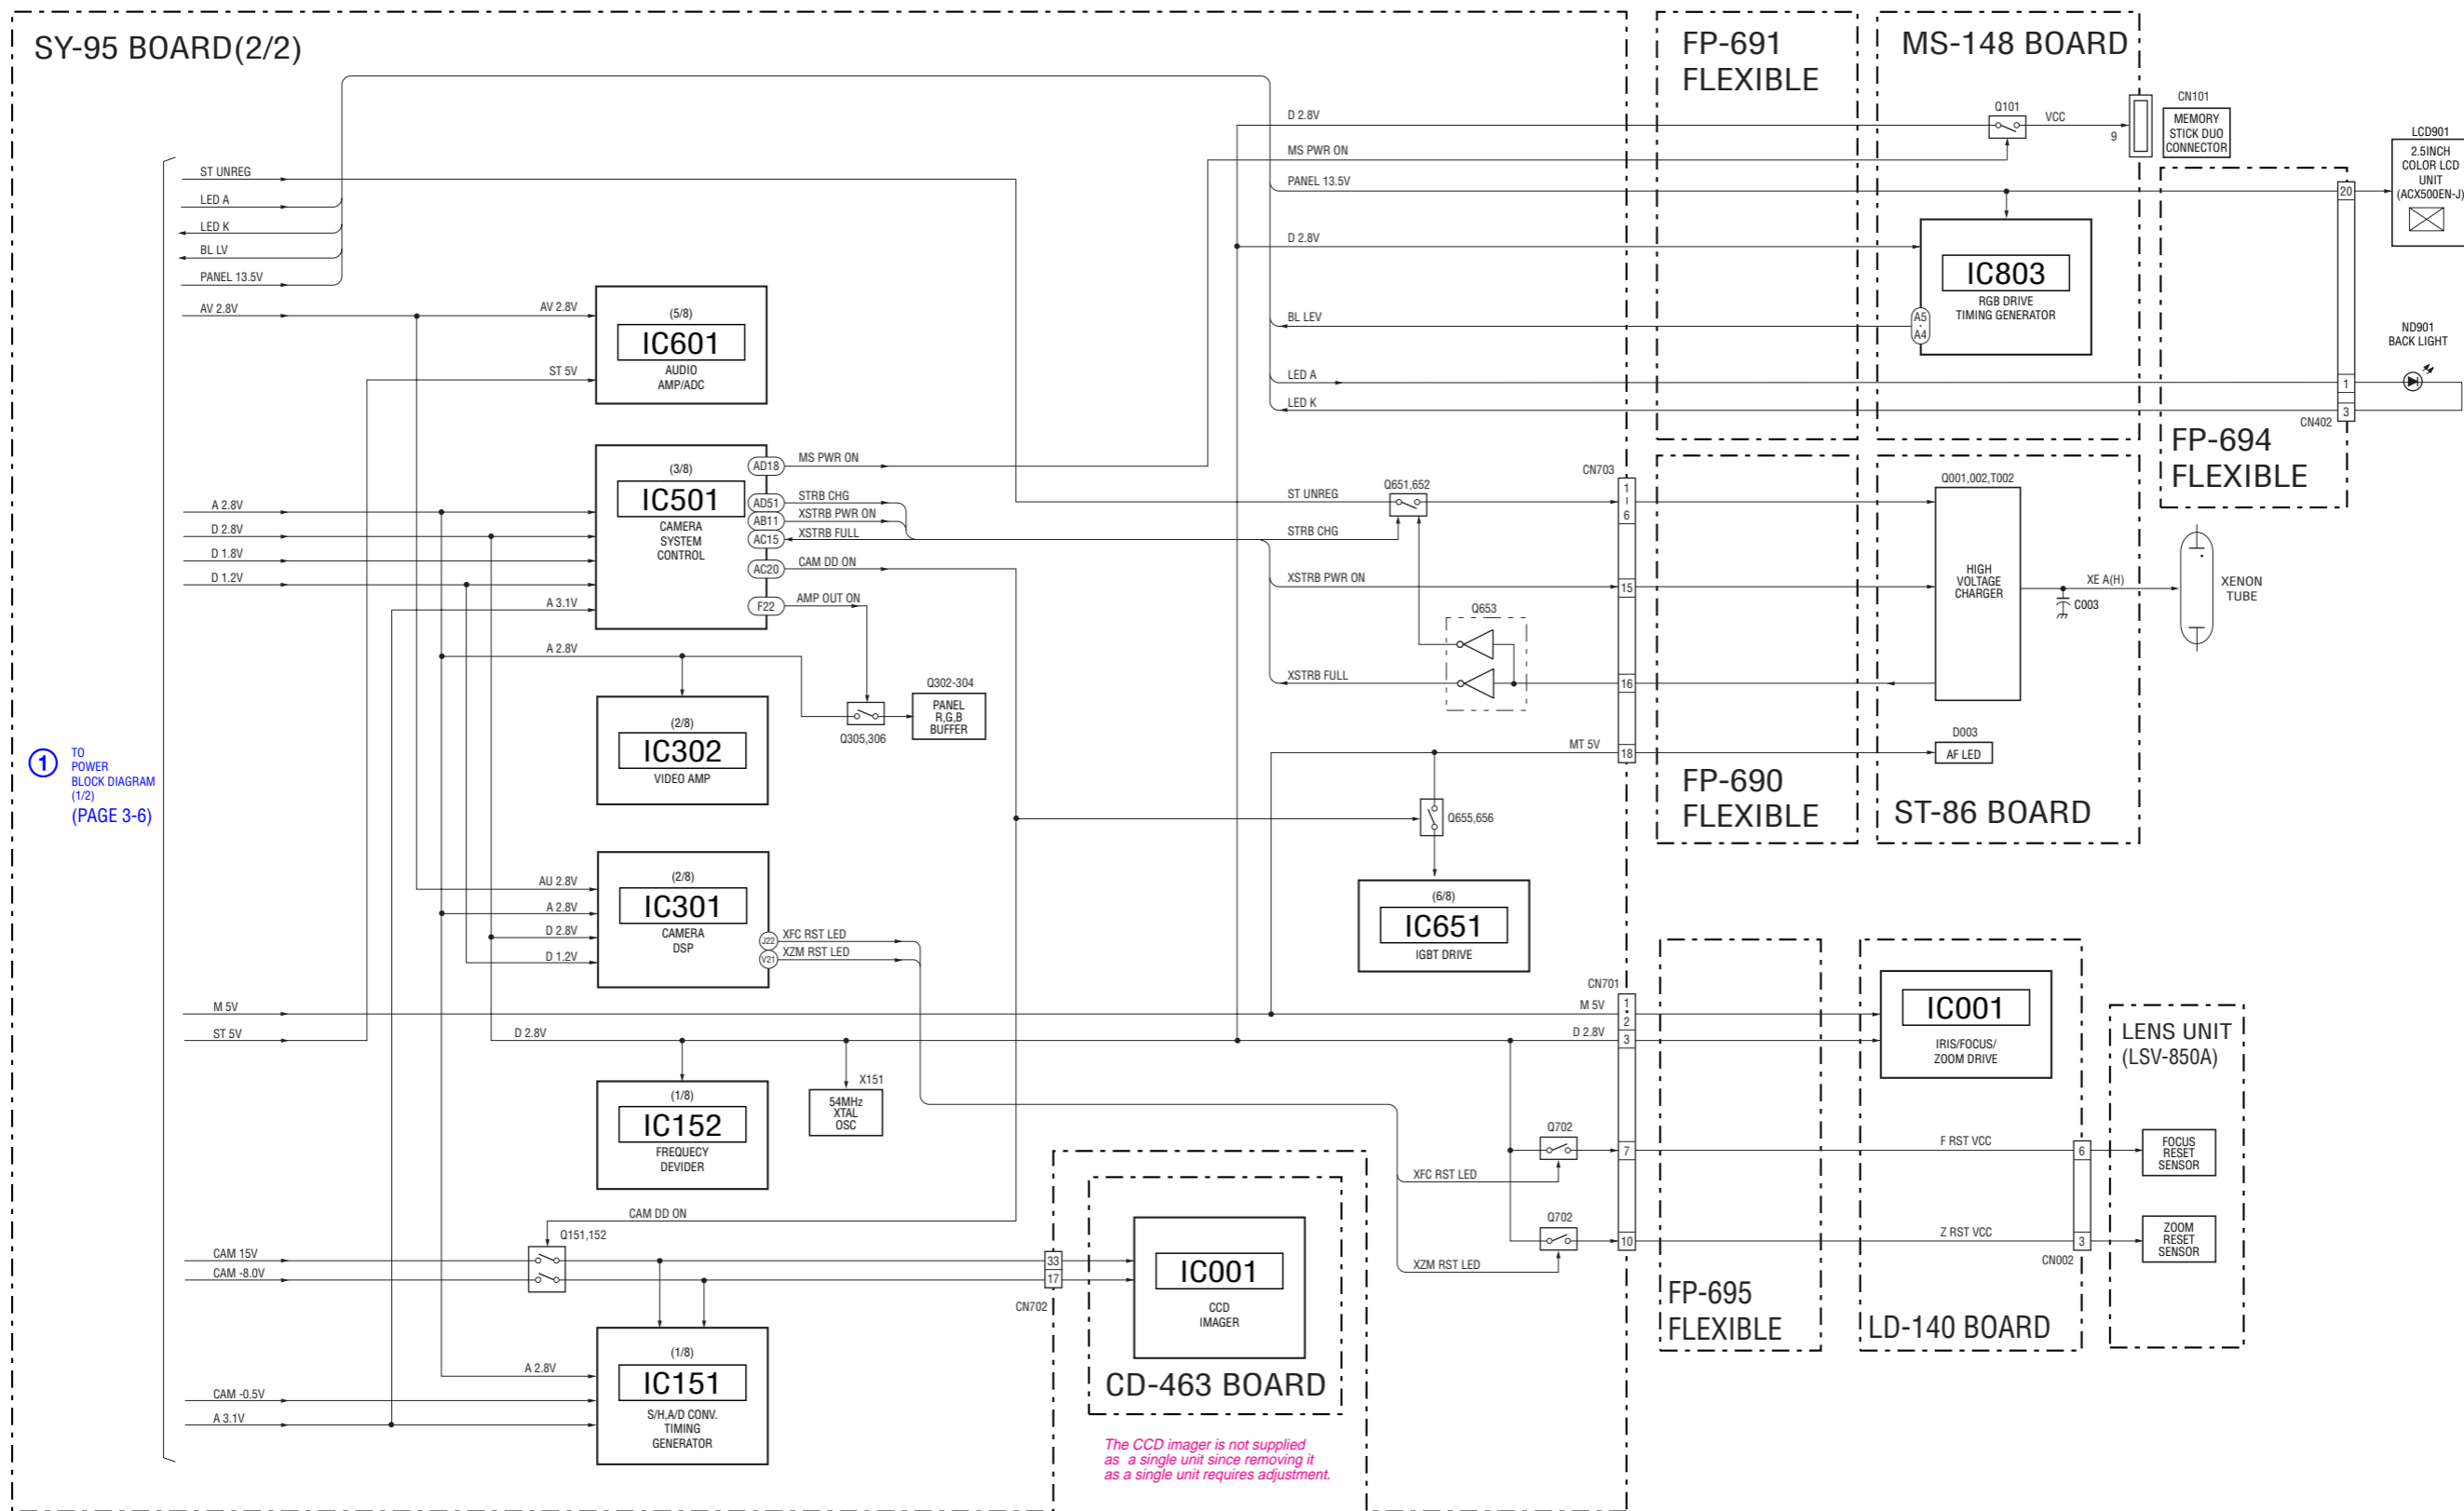 SY-95 BOARD(2/2)
FP-691
FLEXIBLE
MS-148 BOARD
D 2.8V
Q101
VCC
9
CN101
MEMORY
STICK DUO
CONNECTOR
LCD901
2.5INCH
COLOR LCD
UNIT
(ACX500EN-J)
MS PWR ON
PANEL 13.5V
20
ST UNREG
LED A
LED K
BL LV
PANEL 13.5V
AV 2.8V
AV 2.8V
(5/8)
IC601
AUDIO
AMP/ADC
ST 5V
D 2.8V
IC803
RGB DRIVE
TIMING GENERATOR
A5
A4
BL LEV
LED A
LED K
1
3
CN402
ND901
BACK LIGHT
FP-694
FLEXIBLE
(3/8)
IC501
CAMERA
SYSTEM
CONTROL
A 2.8V
D 2.8V
D 1.8V
D 1.2V
A 3.1V
AD18
MS PWR ON
AD51
STRB CHG
AB11
XSTRB PWR ON
AC15
XSTRB FULL
AC20
CAM DD ON
F22
AMP OUT ON
CN703
1
6
ST UNREG
Q651,652
STRB CHG
XSTRB PWR ON
15
Q653
XSTRB FULL
16
Q001,002,T002
HIGH
VOLTAGE
CHARGER
XE A(H)
C003
XENON
TUBE
A 2.8V
(2/8)
IC302
VIDEO AMP
Q305,306
Q302-304
PANEL
R,G,B
BUFFER
MT 5V
18
D003
AF LED
FP-690
FLEXIBLE
ST-86 BOARD
1
TO
POWER
BLOCK DIAGRAM
(1/2)
(PAGE 3-6)
Q655,656
(6/8)
IC651
IGBT DRIVE
AU 2.8V
A 2.8V
D 2.8V
D 1.2V
(2/8)
IC301
CAMERA
DSP
J22
XFC RST LED
V21
XZM RST LED
M 5V
ST 5V
D 2.8V
CN701
M 5V
1
2
D 2.8V
3
IC001
IRIS/FOCUS/
ZOOM DRIVE
LENS UNIT
(LSV-850A)
(1/8)
IC152
FREQUECY
DEVIDER
X151
54MHz
XTAL
OSC
Q702
7
XFC RST LED
F RST VCC
6
FOCUS
RESET
SENSOR
Q702
10
XZM RST LED
Z RST VCC
3
CN002
ZOOM
RESET
SENSOR
FP-695
FLEXIBLE
LD-140 BOARD
CAM DD ON
Q151,152
CAM 15V
CAM -8.0V
33
17
CN702
IC001
CCD
IMAGER
CD-463 BOARD
(1/8)
IC151
S/H,A/D CONV.
TIMING
GENERATOR
A 2.8V
CAM -0.5V
A 3.1V
The CCD imager is not supplied
as a single unit since removing it
as a single unit requires adjustment.